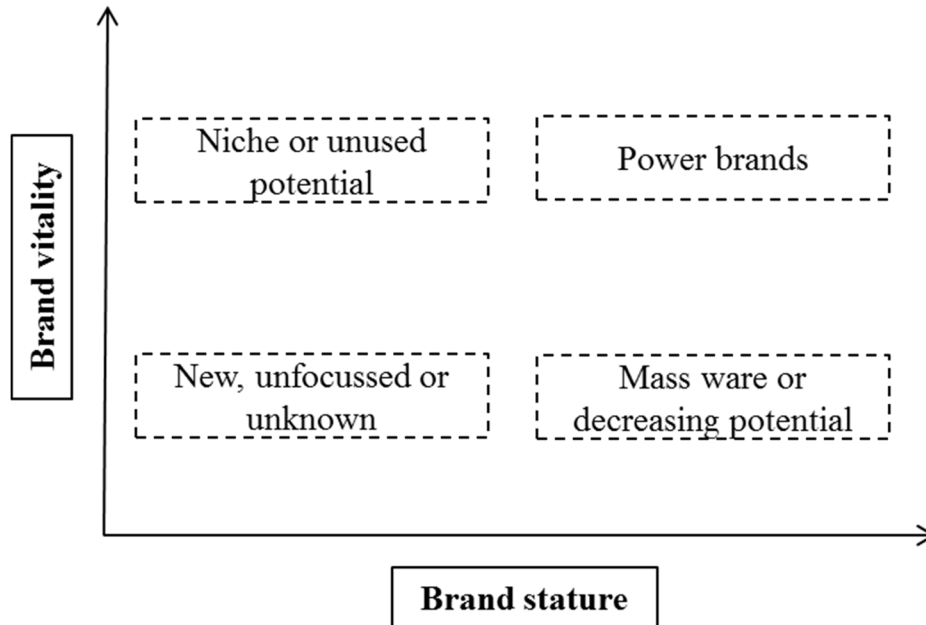 Brand vitality
Niche or unused
potential
Power brands
New, unfocussed or
unknown
Mass ware or
decreasing potential
Brand stature